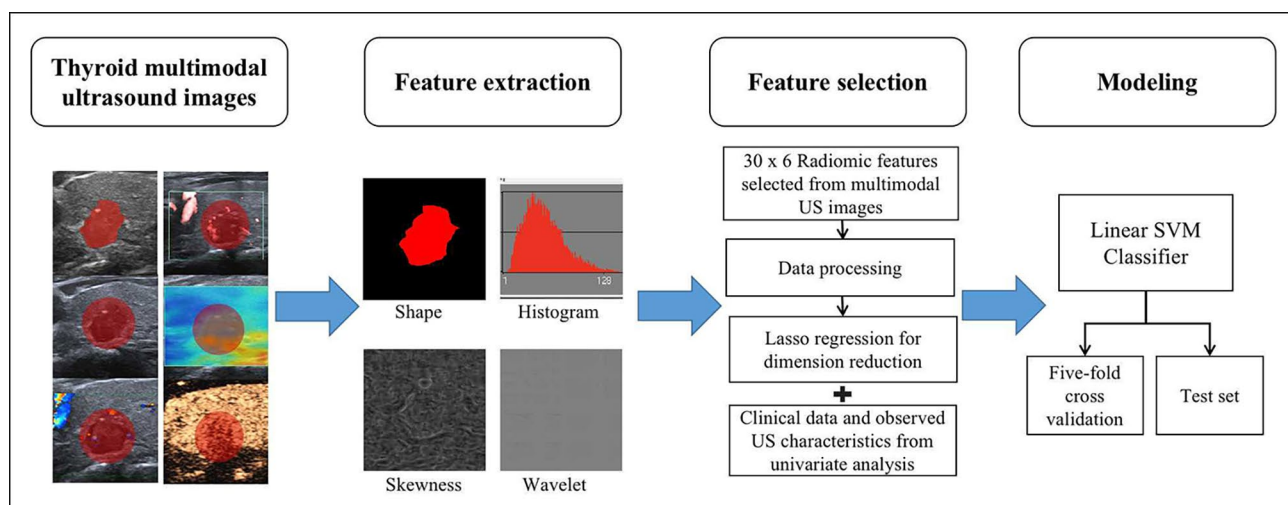 Thyroid multimodal
ultrasound images
Feature extraction
Feature selection
Modeling
1
128
Shape
Histogram
Skewness
Wavelet
30 x 6 Radiomic features
selected from multimodal
US images
Data processing
Lasso regression for
dimension reduction
+
Clinical data and observed
US characteristics from
univariate analysis
Linear SVM
Classifier
Five-fold
cross
validation
Test set